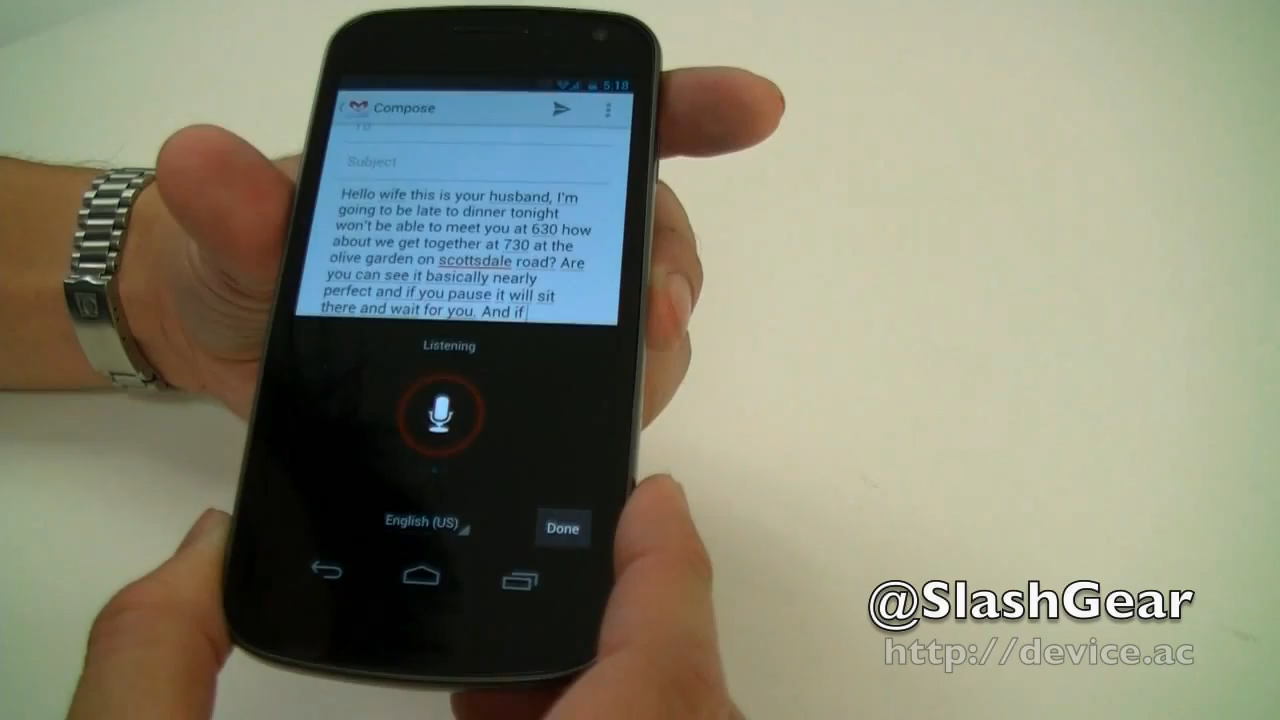 5:18
Compose
To
Subject
Hello wife this is your husband, I'm
going to be late to dinner tonight
won't be able to meet you at 630 how
about we get together at 730 at the
olive garden on scottsdale road? Are
you can see it basically nearly
perfect and if you pause it will sit
there and wait for you. And if
Listening
English (US)
Done
@SlashGear
http://device.ac